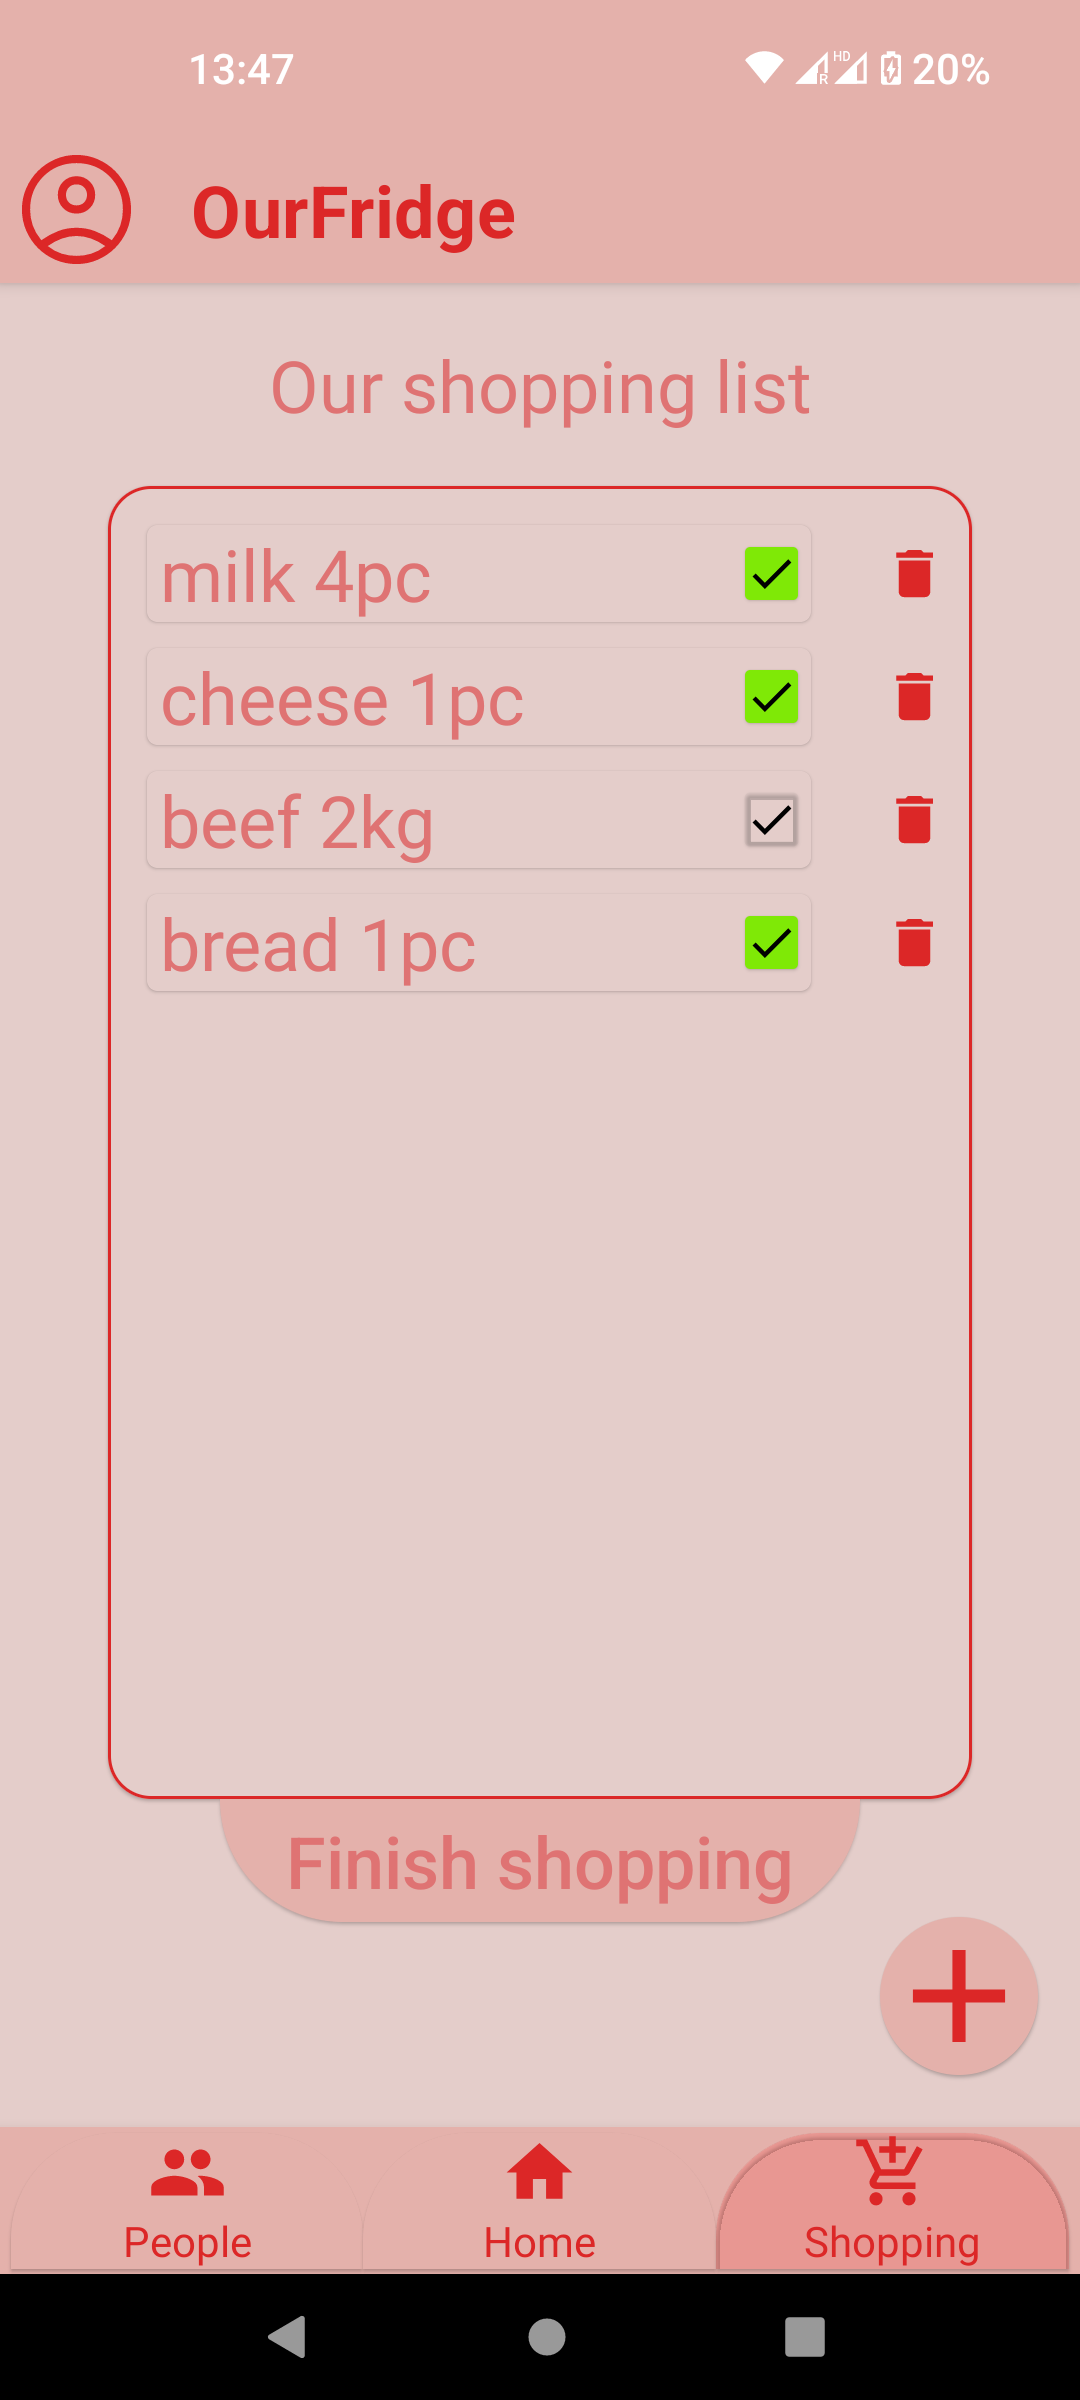 13:47
R HD 20%
OurFridge
Our shopping list
milk 4pc
cheese 1pc
beef 2kg
bread 1pc
Finish shopping
People Home Shopping